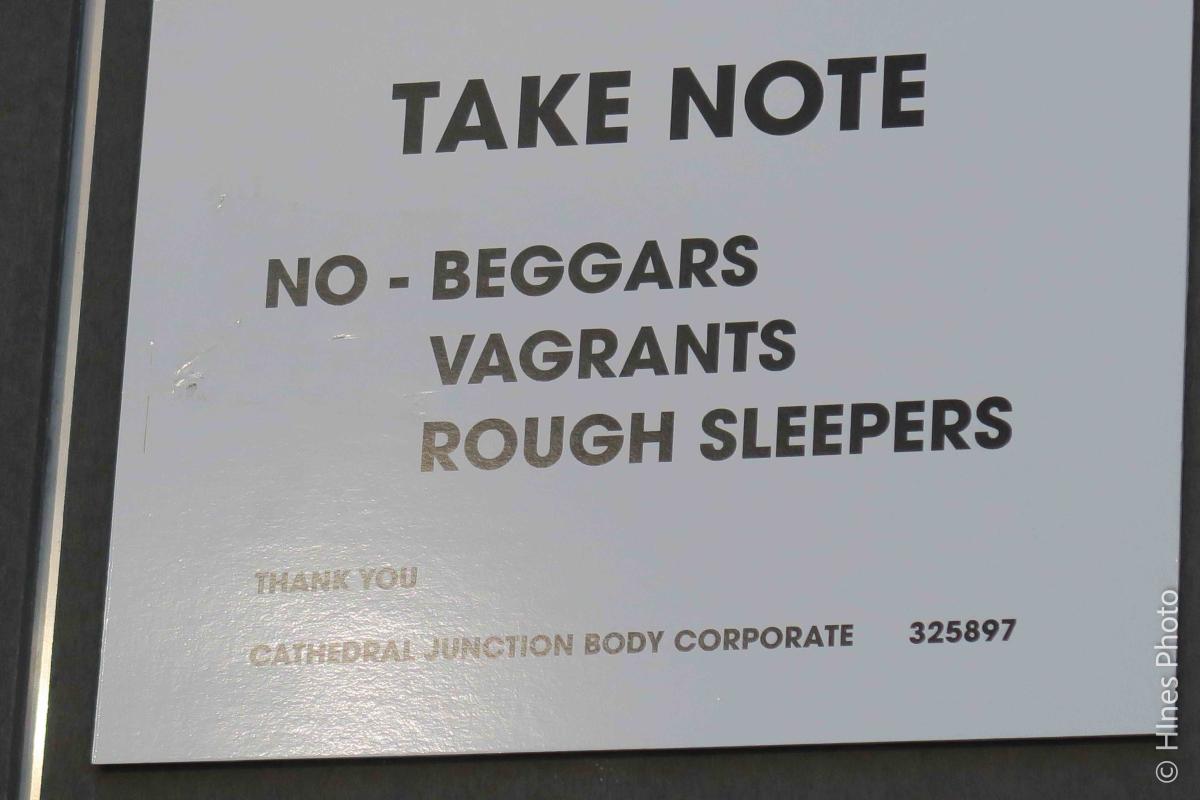 TAKE NOTE
NO - BEGGARS
VAGRANTS
ROUGH SLEEPERS
THANK YOU
CATHEDRAL JUNCTION BODY CORPORATE 325897
© HInes Photo